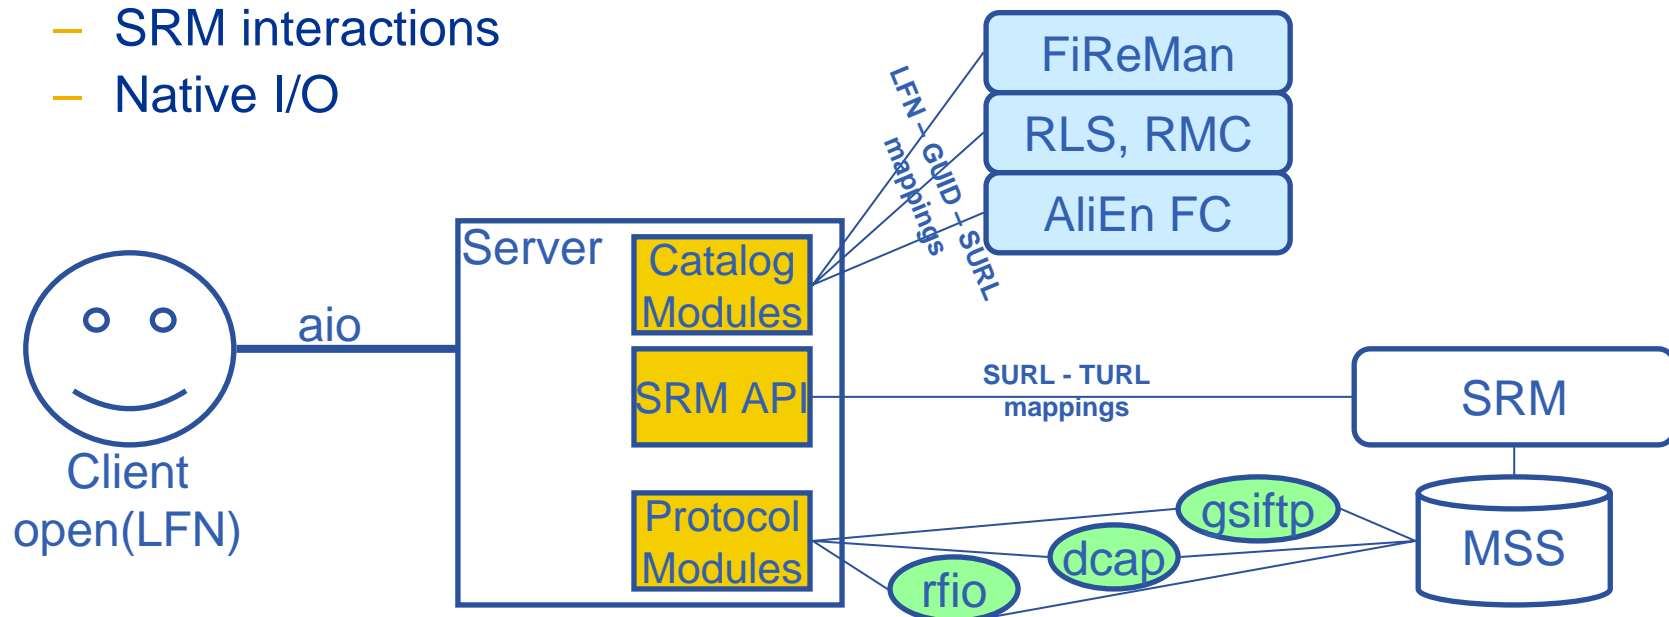 – SRM interactions
– Native I/O
FiReMan
RLS, RMC
AliEn FC
LFN – GUID – SURL
mappings
Server
Catalog
Modules
aio
SRM API
SURL - TURL
mappings
SRM
Client
open(LFN)
Protocol
Modules
gsiftp
dcap
rfio
MSS